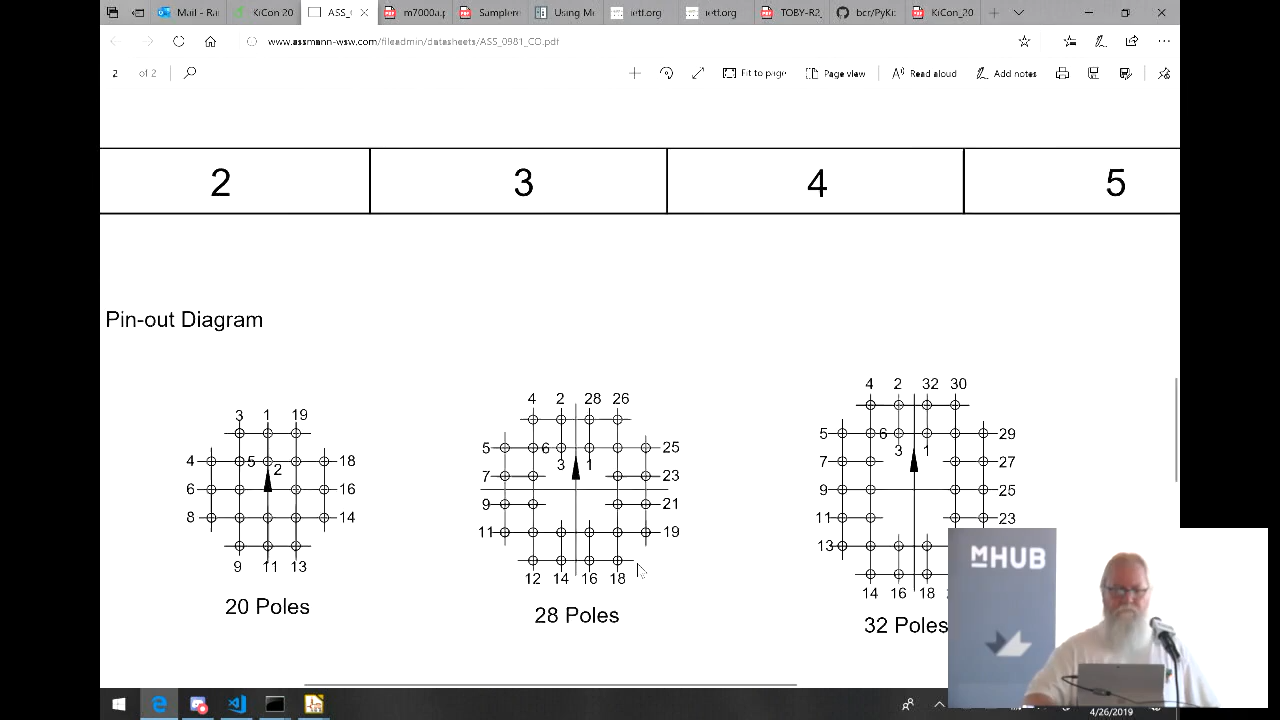 KiCon 20
Mail - Ru
KiCon 20
ASS_
m7000a.p
Sampler
Using M
ietf.org
ietf.org
TOBY-R2
bcr/PyKi
KiCon_20
www.assmann-wsw.com/fileadmin/datasheets/ASS_0981_CO.pdf
2 of 2 Fit to page Page view Read aloud Add notes
2 3 4 5
Pin-out Diagram
3 1 19
4 5 2 18
6 16
8 14
9 11 13
20 Poles
4 2 28 26
5 6 3 1 25
7 23
9 21
11 19
12 14 16 18
28 Poles
4 2 32 30
5 6 3 1 29
7 27
9 25
11 23
13
14 16 18
32 Poles
MHUB
4/26/2019